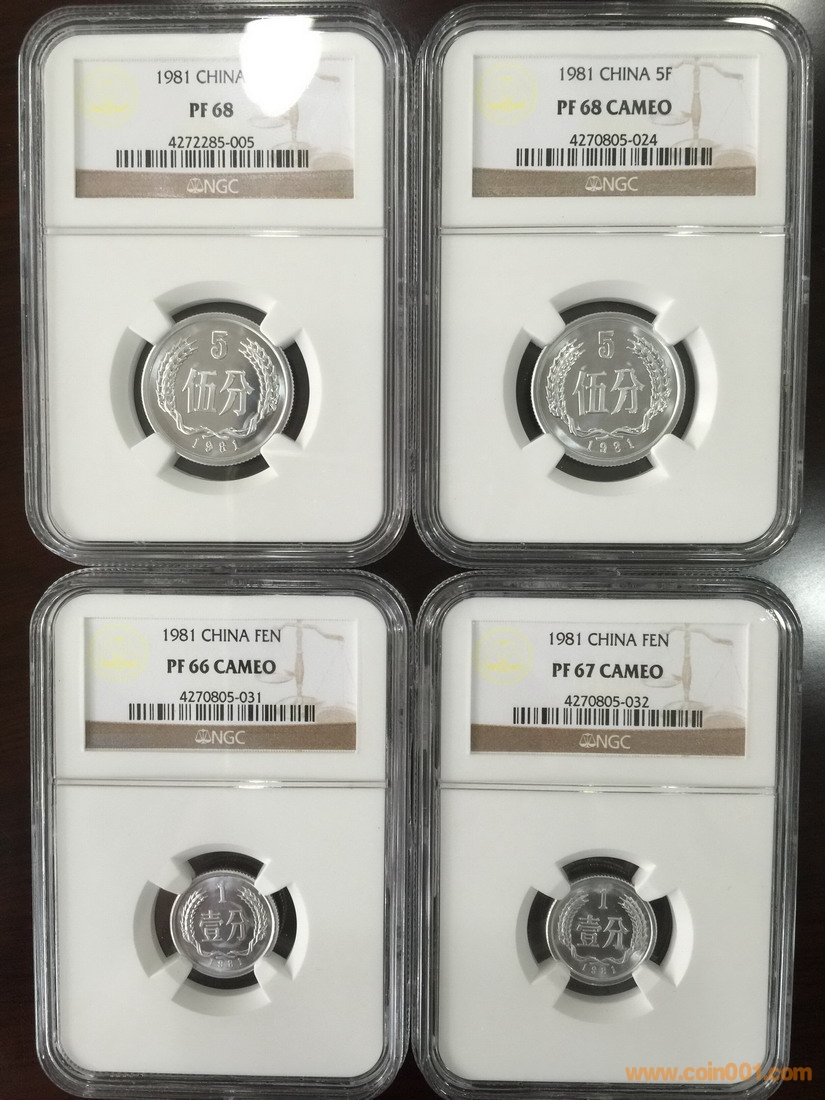 1981 CHINA
PF 68
4272285-005
NGC
5
伍分
1981
1981 CHINA 5F
PF 68 CAMEO
4270805-024
NGC
5
伍分
1981
1981 CHINA FEN
PF 66 CAMEO
4270805-031
NGC
1
壹分
1981
1981 CHINA FEN
PF 67 CAMEO
4270805-032
NGC
1
壹分
1981
www.coin001.com